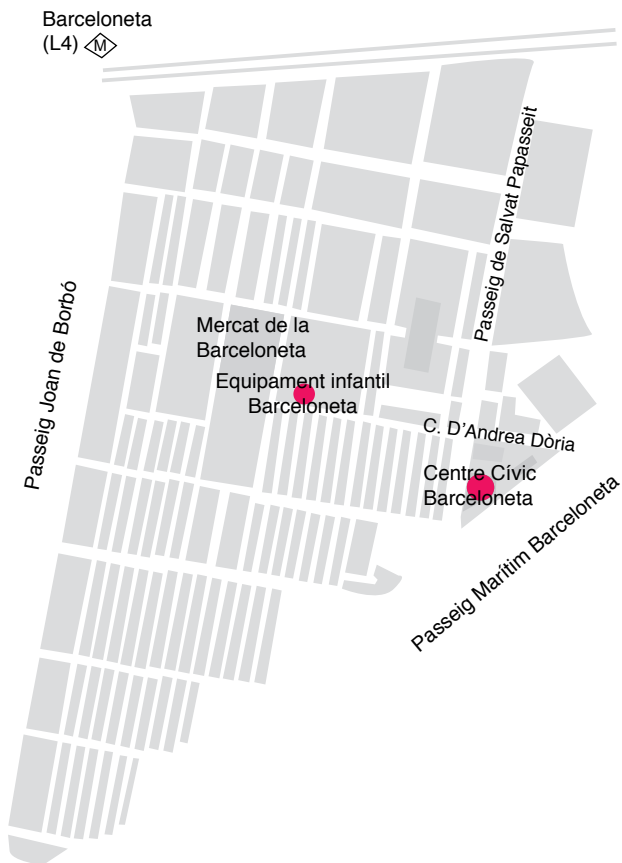 Barceloneta
(L4) M
Passeig de Salvat Papasseit
Passeig Joan de Borbó
Mercat de la
Barceloneta
Equipament infantil
Barceloneta
C. D’Andrea Dòria
Centre Cívic
Barceloneta
Passeig Marítim Barceloneta